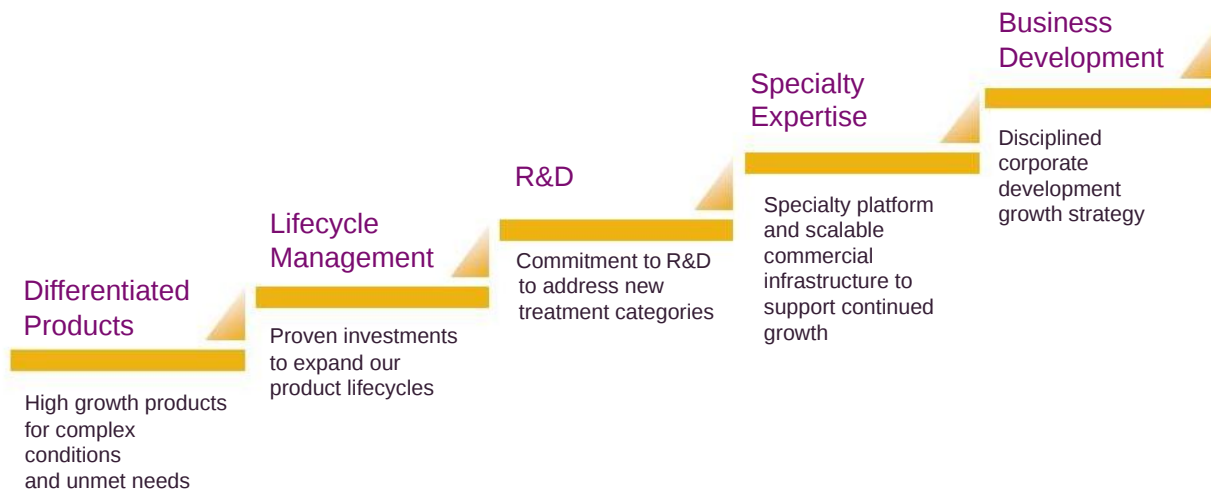 Differentiated
Products
High growth products
for complex
conditions
and unmet needs
Lifecycle
Management
Proven investments
to expand our
product lifecycles
R&D
Commitment to R&D
to address new
treatment categories
Specialty
Expertise
Specialty platform
and scalable
commercial
infrastructure to
support continued
growth
Business
Development
Disciplined
corporate
development
growth strategy